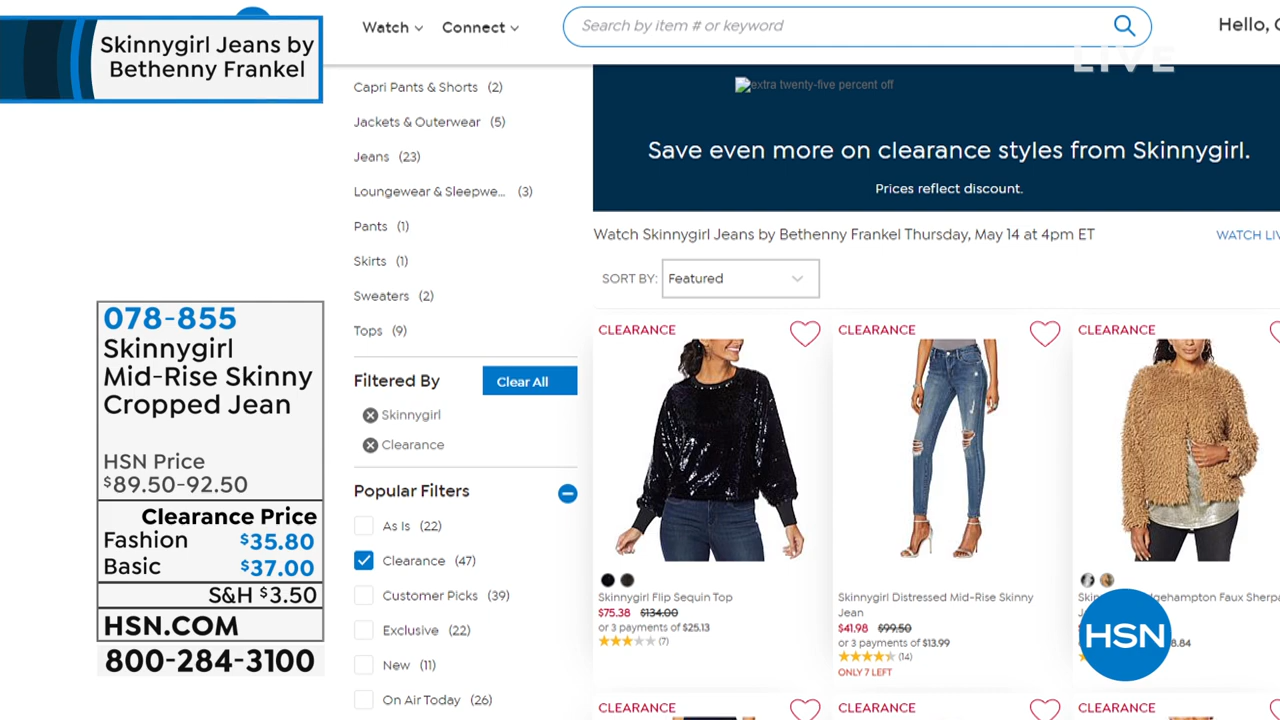 Skinnygirl Jeans by
Bethenny Frankel
Watch
Connect
Search by item # or keyword
Hello,
LIVE
Capri Pants & Shorts (2)
Jackets & Outerwear (5)
Jeans (23)
Loungewear & Sleepwe... (3)
Pants (1)
Skirts (1)
Sweaters (2)
Tops (9)
Filtered By
Clear All
Skinnygirl
Clearance
Popular Filters
As Is (22)
Clearance (47)
Customer Picks (39)
Exclusive (22)
New (11)
On Air Today (26)
extra twenty-five percent off
Save even more on clearance styles from Skinnygirl.
Prices reflect discount.
Watch Skinnygirl Jeans by Bethenny Frankel Thursday, May 14 at 4pm ET
WATCH LIV
SORT BY:
Featured
CLEARANCE
Skinnygirl Flip Sequin Top
$75.38 $134.00
or 3 payments of $25.13
(7)
CLEARANCE
Skinnygirl Distressed Mid-Rise Skinny
Jean
$41.98 $99.50
or 3 payments of $13.99
(14)
ONLY 7 LEFT
CLEARANCE
Faux Sherpa
8.84
CLEARANCE
CLEARANCE
CLEARANCE
078-855
Skinnygirl
Mid-Rise Skinny
Cropped Jean
HSN Price
$89.50-92.50
Clearance Price
Fashion $35.80
Basic $37.00
S&H $3.50
HSN.COM
800-284-3100
HSN